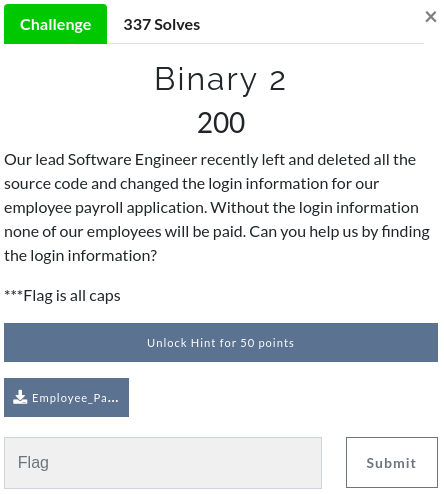 Challenge 337 Solves ×
Binary 2
200
Our lead Software Engineer recently left and deleted all the
source code and changed the login information for our
employee payroll application. Without the login information
none of our employees will be paid. Can you help us by finding
the login information?
***Flag is all caps
Unlock Hint for 50 points
Employee_Pa...
Flag Submit